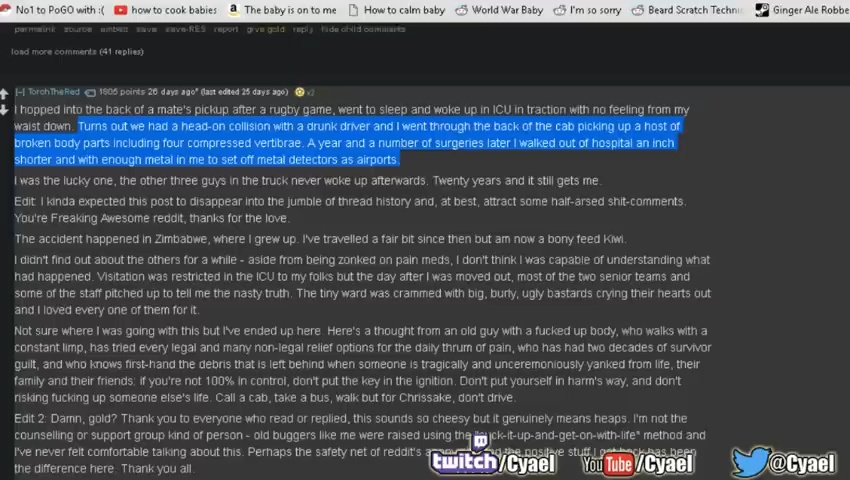 No1 to PoGO with :(
how to cook babies
The baby is on to me
How to calm baby
World War Baby
I'm so sorry
Beard Scratch Techni
Ginger Ale Robbe
permalink source embed save save-RES report give gold reply hide child comments
load more comments (41 replies)
[–] TorchTheRed 1805 points 26 days ago* (last edited 25 days ago) x2
I hopped into the back of a mate's pickup after a rugby game, went to sleep and woke up in ICU in traction with no feeling from my
waist down. Turns out we had a head-on collision with a drunk driver and I went through the back of the cab picking up a host of
broken body parts including four compressed vertibrae. A year and a number of surgeries later I walked out of hospital an inch
shorter and with enough metal in me to set off metal detectors as airports.
I was the lucky one, the other three guys in the truck never woke up afterwards. Twenty years and it still gets me.
Edit: I kinda expected this post to disappear into the jumble of thread history and, at best, attract some half-arsed shit-comments.
You're Freaking Awesome reddit, thanks for the love.
The accident happened in Zimbabwe, where I grew up. I've travelled a fair bit since then but am now a bony feed Kiwi.
I didn't find out about the others for a while - aside from being zonked on pain meds, I don't think I was capable of understanding what
had happened. Visitation was restricted in the ICU to my folks but the day after I was moved out, most of the two senior teams and
some of the staff pitched up to tell me the nasty truth. The tiny ward was crammed with big, burly, ugly bastards crying their hearts out
and I loved every one of them for it.
Not sure where I was going with this but I've ended up here. Here's a thought from an old guy with a fucked up body, who walks with a
constant limp, has tried every legal and many non-legal relief options for the daily thrum of pain, who has had two decades of survivor
guilt, and who knows first-hand the debris that is left behind when someone is tragically and unceremoniously yanked from life, their
family and their friends: if you're not 100% in control, don't put the key in the ignition. Don't put yourself in harm's way, and don't
risking fucking up someone else's life. Call a cab, take a bus, walk but for Chrissake, don't drive.
Edit 2: Damn, gold? Thank you to everyone who read or replied, this sounds so cheesy but it genuinely means heaps. I'm not the
counselling or support group kind of person - old buggers like me were raised using the "suck-it-up-and-get-on-with-life" method and
I've never felt comfortable talking about this. Perhaps the safety net of reddit's and the positive stuff I got back has been
the difference here. Thank you all.
twitch/Cyael
YouTube/Cyael
@Cyael